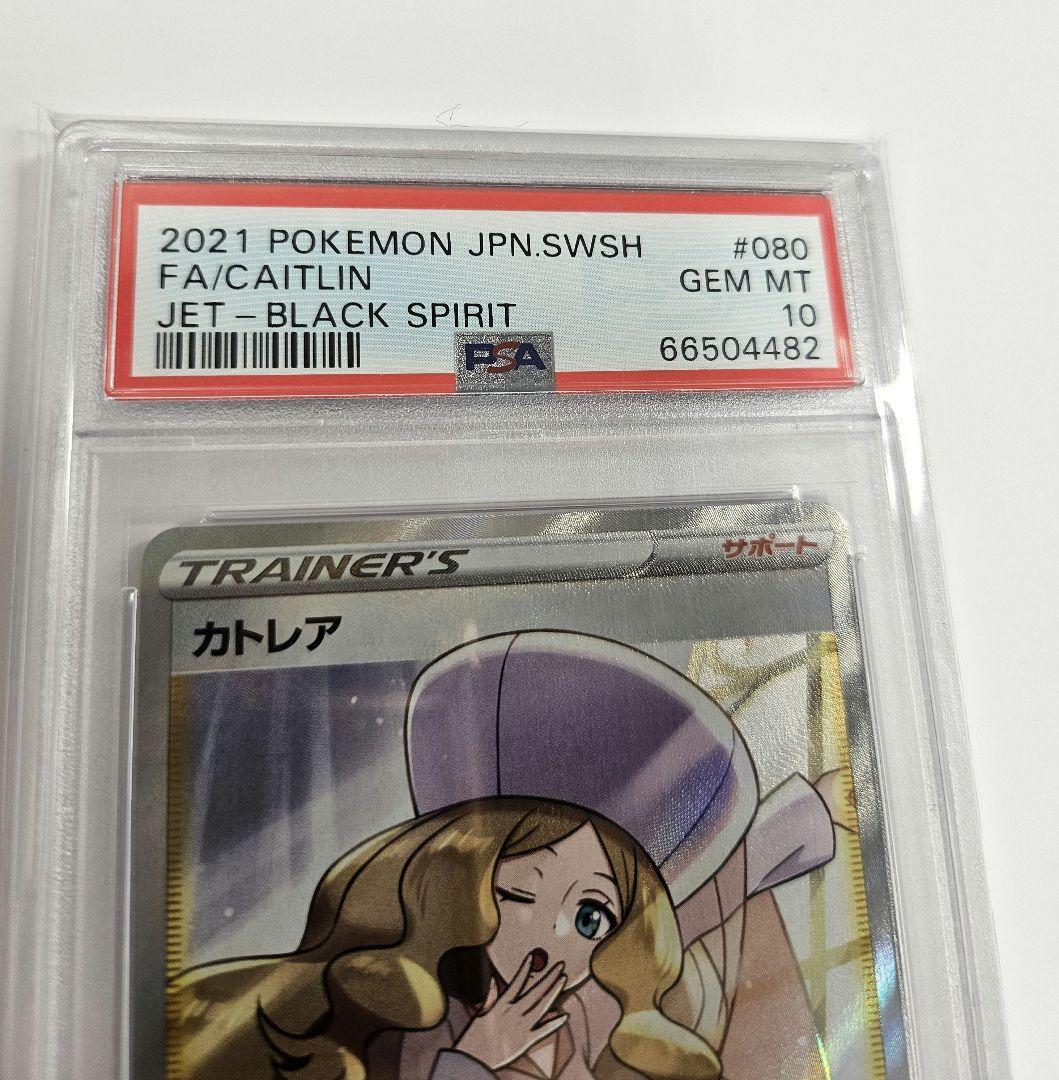 2021 POKEMON JPN.SWSH #080
FA/CAITLIN GEM MT
JET-BLACK SPIRIT 10
PSA 66504482
TRAINER'S サポート
カトレア